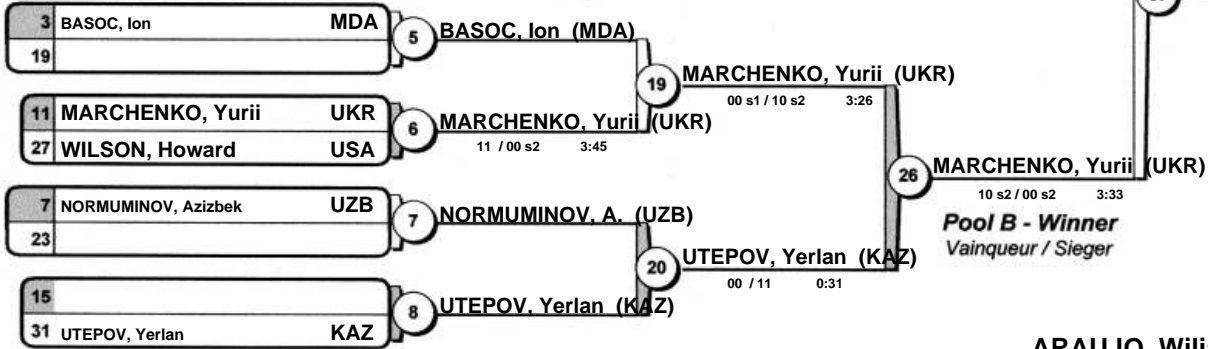 3 BASOC, Ion MDA
19
5 BASOC, Ion (MDA)
11 MARCHENKO, Yurii UKR
27 WILSON, Howard USA
6 MARCHENKO, Yurii (UKR)
11 / 00 s2 3:45
19 MARCHENKO, Yurii (UKR)
00 s1 / 10 s2 3:26
7 NORMUMINOV, Azizbek UZB
23
7 NORMUMINOV, A. (UZB)
15
31 UTEPOV, Yerlan KAZ
8 UTEPOV, Yerlan (KAZ)
20 UTEPOV, Yerlan (KAZ)
00 / 11 0:31
26 MARCHENKO, Yurii (UKR)
10 s2 / 00 s2 3:33
Pool B - Winner
Vainqueur / Sieger